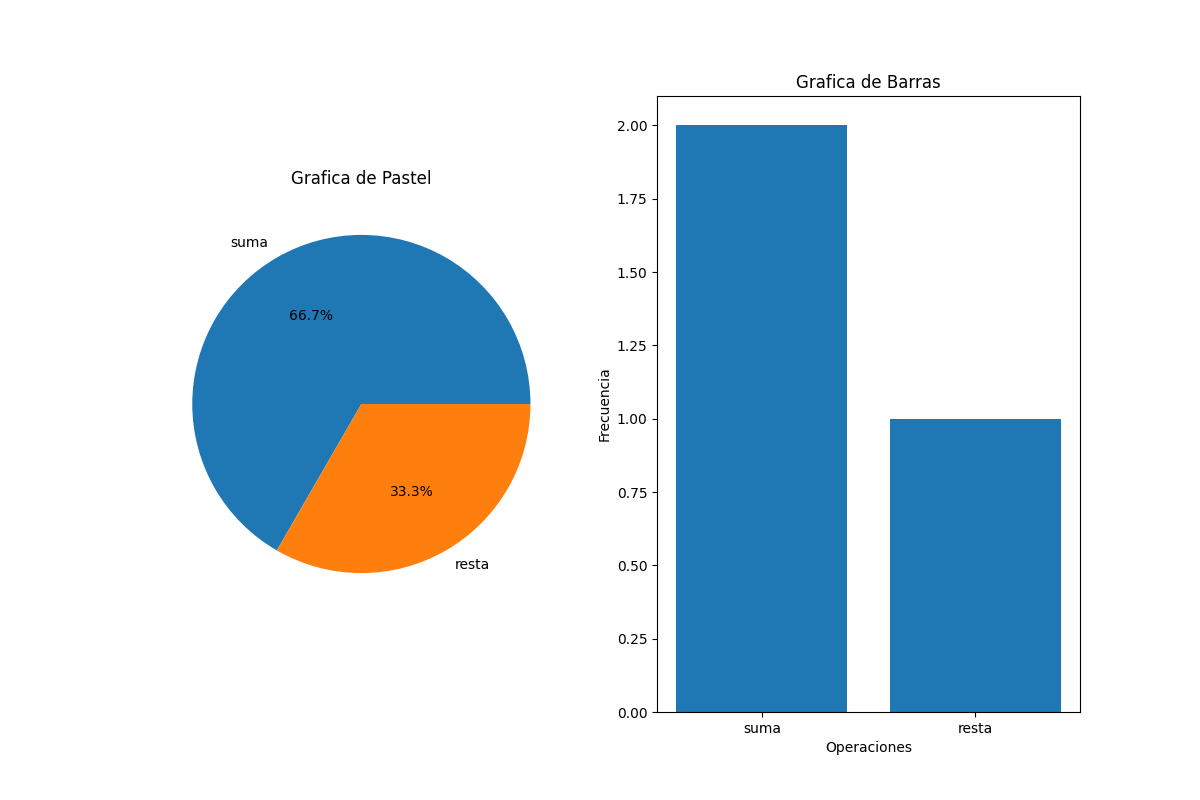 Grafica de Pastel
suma
66.7%
33.3%
resta
Grafica de Barras
2.00
1.75
1.50
1.25
1.00
0.75
0.50
0.25
0.00
Frecuencia
suma resta
Operaciones